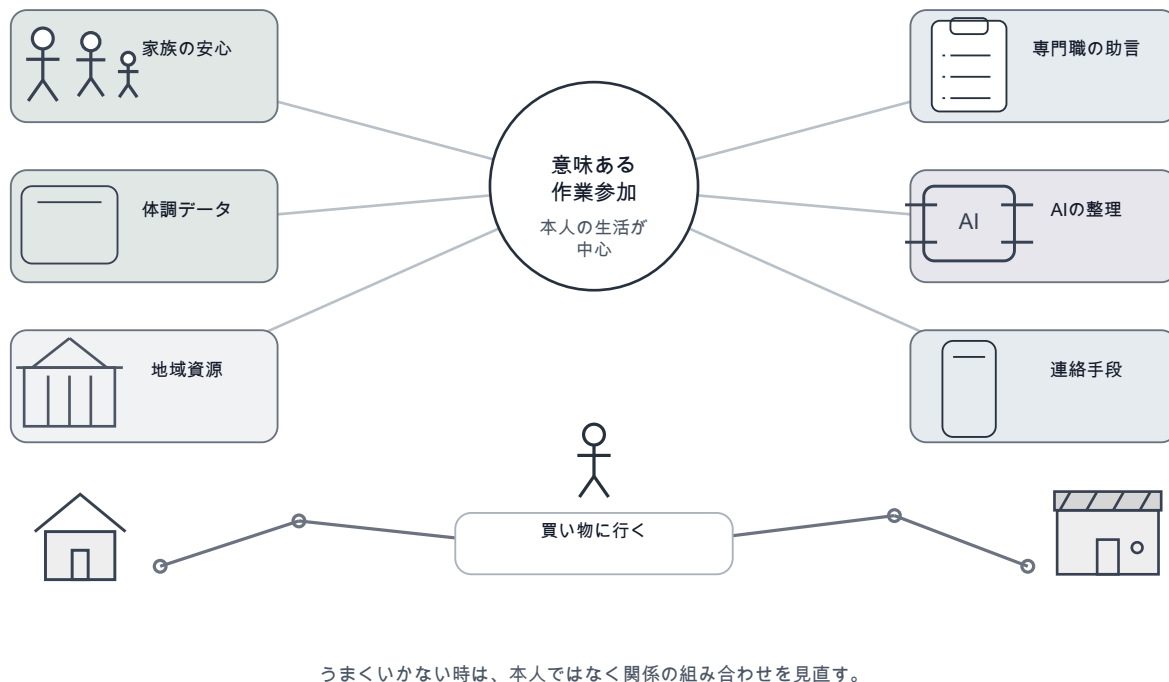 家族の安心
専門職の助言
意味ある
作業参加
本人の生活が
中心
体調データ
AI
AIの整理
地域資源
連絡手段
買い物に行く
うまくいかない時は、本人ではなく関係の組み合わせを見直す。